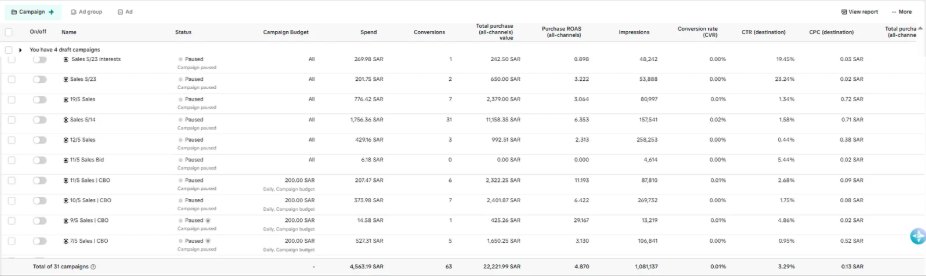 Campaign Ad group Ad View report More
On/off Name Status Campaign Budget Spend Conversions Total purchase (all-channels) value Purchase ROAS (all-channels) Impressions Conversion rate (CVR) CTR (destination) CPC (destination) Total purcha (all-channe
You have 4 draft campaigns
Sales 5/23 interests Paused All 269.98 SAR 1 242.50 SAR 0.898 48,242 0.00% 19.45% 0.03 SAR
Campaign paused
Sales 5/23 Paused All 201.75 SAR 2 650.00 SAR 3.222 53,888 0.00% 23.24% 0.02 SAR
Campaign paused
19/5 Sales Paused All 776.42 SAR 7 2,379.00 SAR 3.064 80,997 0.01% 1.34% 0.72 SAR
Campaign paused
Sales 5/14 Paused All 1,756.36 SAR 31 11,158.35 SAR 6.353 157,541 0.02% 1.58% 0.71 SAR
Campaign paused
12/5 Sales Paused All 429.16 SAR 3 992.51 SAR 2.313 258,253 0.00% 0.44% 0.38 SAR
Campaign paused
11/5 Sales Bid Paused All 6.18 SAR 0 0.00 SAR 0.000 4,614 0.00% 5.44% 0.02 SAR
Campaign paused
11/5 Sales | CBO Paused 200.00 SAR 207.47 SAR 6 2,322.25 SAR 11.193 87,810 0.01% 2.68% 0.09 SAR
Campaign paused Daily, Campaign budget
10/5 Sales | CBO Paused 200.00 SAR 373.98 SAR 7 2,401.87 SAR 6.422 269,732 0.00% 1.75% 0.08 SAR
Campaign paused Daily, Campaign budget
9/5 Sales | CBO Paused 200.00 SAR 14.58 SAR 1 425.26 SAR 29.167 13,219 0.01% 4.86% 0.02 SAR
Campaign paused Daily, Campaign budget
7/5 Sales | CBO Paused 200.00 SAR 527.31 SAR 5 1,650.25 SAR 3.130 106,841 0.00% 0.95% 0.52 SAR
Campaign paused Daily, Campaign budget
Total of 31 campaigns - 4,563.19 SAR 63 22,221.99 SAR 4.870 1,081,137 0.01% 3.29% 0.13 SAR